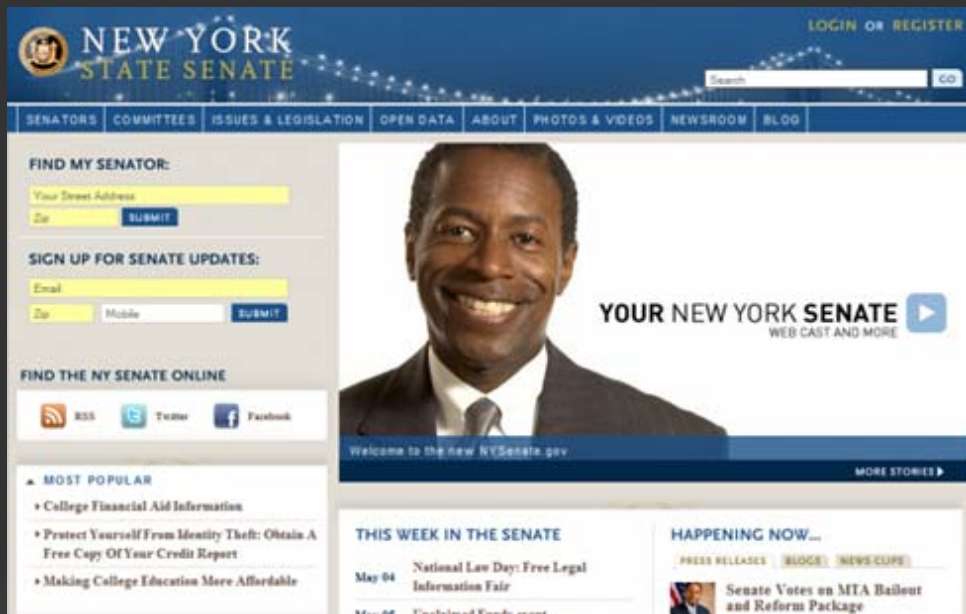 LOGIN OR REGISTER
NEW YORK
STATE SENATE
Search
GO
SENATORS COMMITTEES ISSUES & LEGISLATION OPEN DATA ABOUT PHOTOS & VIDEOS NEWSROOM BLOG
FIND MY SENATOR:
Your Street Address
Zip SUBMIT
SIGN UP FOR SENATE UPDATES:
Email
Zip Mobile SUBMIT
FIND THE NY SENATE ONLINE
RSS Twitter Facebook
MOST POPULAR
College Financial Aid Information
Protect Yourself From Identity Theft: Obtain A
Free Copy Of Your Credit Report
Making College Education More Affordable
YOUR NEW YORK SENATE
WEB CAST AND MORE
Welcome to the new NYSenate.gov
MORE STORIES
THIS WEEK IN THE SENATE
May 04 National Law Day: Free Legal
Information Fair
May 05 Unclaimed Funds
HAPPENING NOW...
PRESS RELEASES BLOGS NEWS CLIPS
Senate Votes on MTA Bailout
and Reform Package